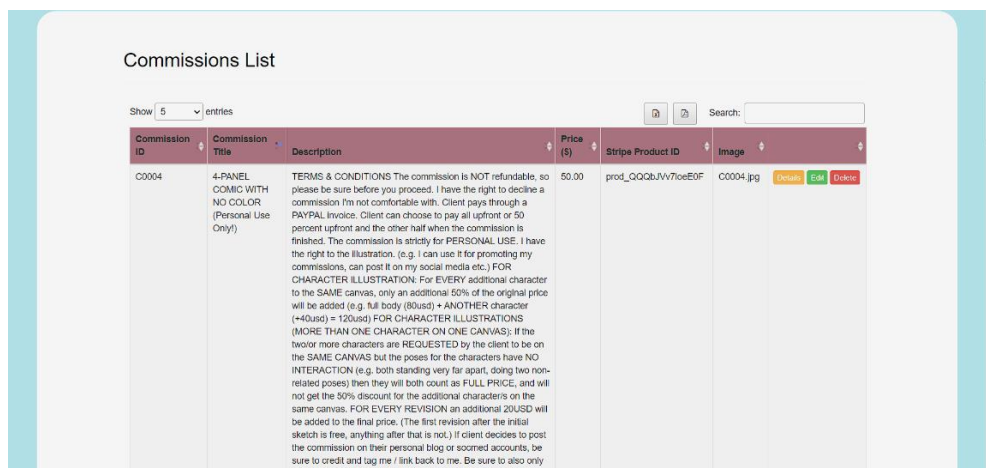 Commissions List
Show 5 entries
Search:
Commission ID
Commission Title
Description
Price ($)
Stripe Product ID
Image
C0004
4-PANEL
COMIC WITH
NO COLOR
(Personal Use
Only!)
TERMS & CONDITIONS The commission is NOT refundable, so
please be sure before you proceed. I have the right to decline a
commission I'm not comfortable with. Client pays through a
PAYPAL invoice. Client can choose to pay all upfront or 50
percent upfront and the other half when the commission is
finished. The commission is strictly for PERSONAL USE. I have
the right to the illustration. (e.g. I can use it for promoting my
commissions, can post it on my social media etc.) FOR
CHARACTER ILLUSTRATION: For EVERY additional character
to the SAME canvas, only an additional 50% of the original price
will be added (e.g. full body (80usd) + ANOTHER character
(+40usd) = 120usd) FOR CHARACTER ILLUSTRATIONS
(MORE THAN ONE CHARACTER ON ONE CANVAS): If the
two/or more characters are REQUESTED by the client to be on
the SAME CANVAS but the poses for the characters have NO
INTERACTION (e.g. both standing very far apart, doing two non-
related poses) then they will both count as FULL PRICE, and will
not get the 50% discount for the additional character/s on the
same canvas. FOR EVERY REVISION an additional 20USD will
be added to the final price. (The first revision after the initial
sketch is free, anything after that is not.) If client decides to post
the commission on their personal blog or socmed accounts, be
sure to credit and tag me / link back to me. Be sure to also only
50.00
prod_QQQbJVv7IoeE0F
C0004.jpg
Details Edit Delete